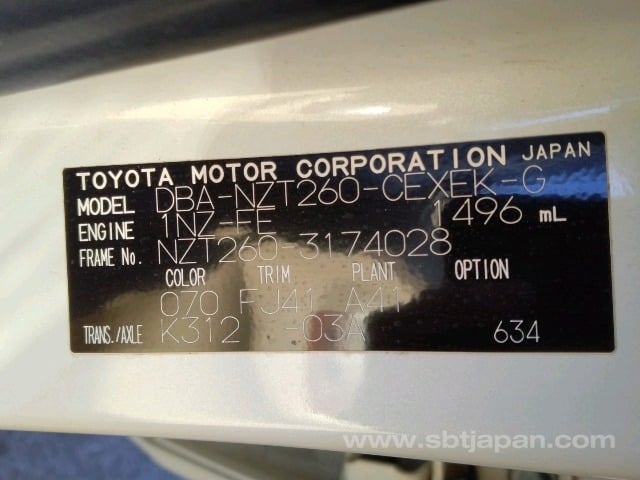 TOYOTA MOTOR CORPORATION JAPAN
MODEL DBA-NZT260-CEXEK-G
ENGINE 1NZ-FE 1496 mL
FRAME No. NZT260-3174028
COLOR TRIM PLANT OPTION
070 FJ41 A41
TRANS./AXLE K312 -03A 634
www.sbtjapan.com